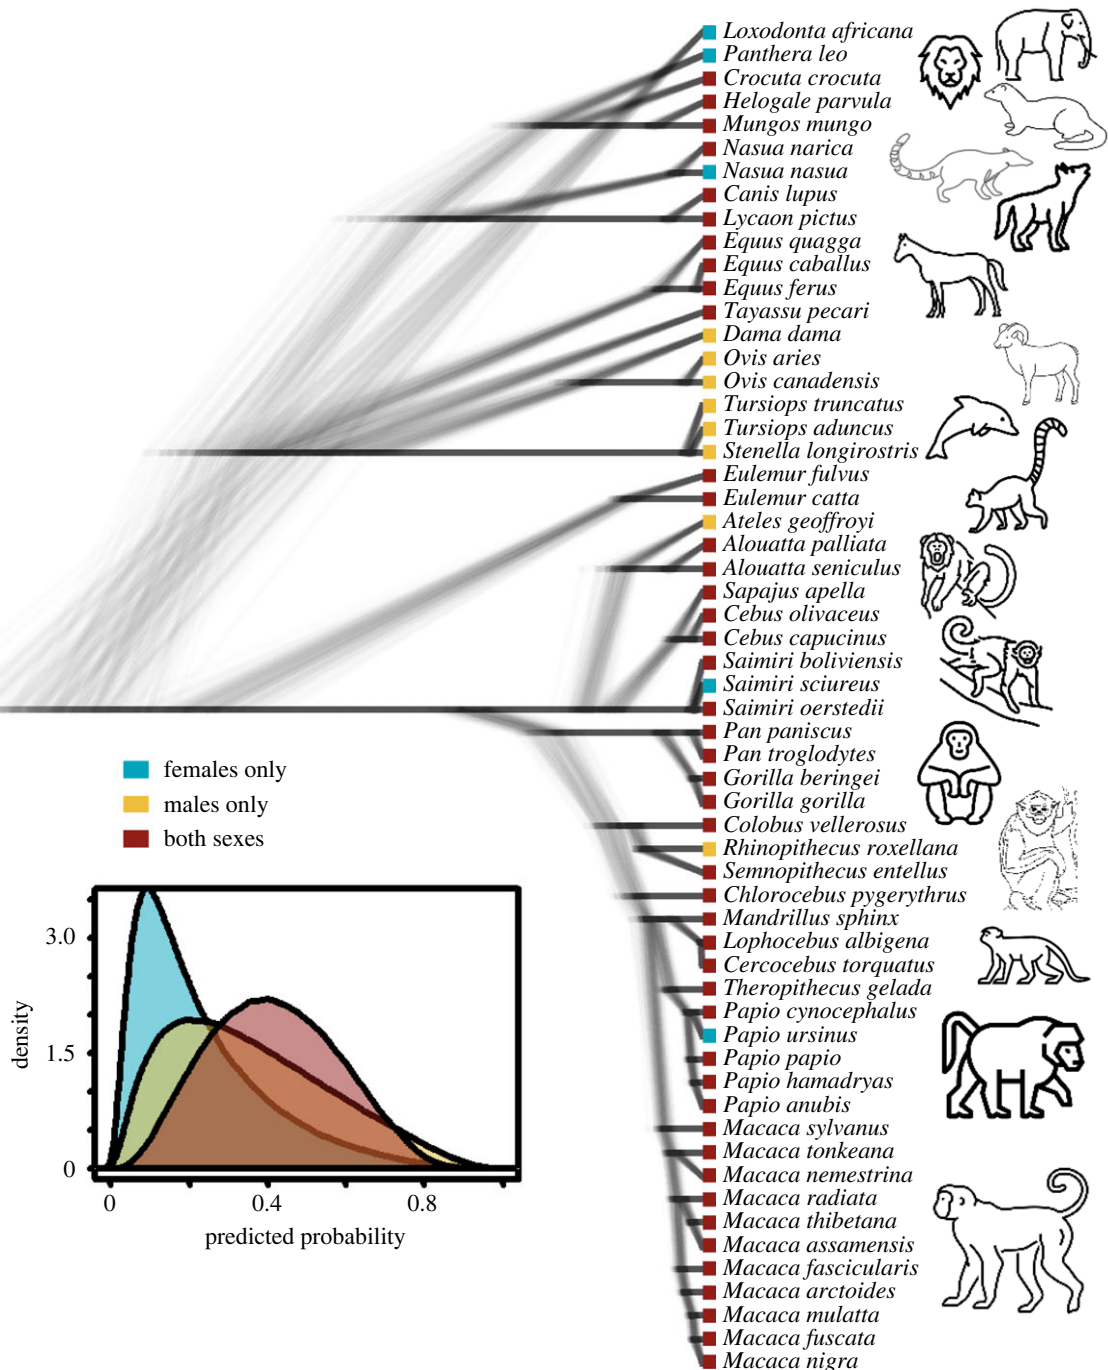 Loxodonta africana
Panthera leo
Crocuta crocuta
Helogale parvula
Mungos mungo
Nasua narica
Nasua nasua
Canis lupus
Lycaon pictus
Equus quagga
Equus caballus
Equus ferus
Tayassu pecari
Dama dama
Ovis aries
Ovis canadensis
Tursiops truncatus
Tursiops aduncus
Stenella longirostris
Eulemur fulvus
Eulemur catta
Ateles geoffroyi
Alouatta palliata
Alouatta seniculus
Sapajus apella
Cebus olivaceus
Cebus capucinus
Saimiri boliviensis
Saimiri sciureus
Saimiri oerstedii
Pan paniscus
Pan troglodytes
Gorilla beringei
Gorilla gorilla
Colobus vellerosus
Rhinopithecus roxellana
Semnopithecus entellus
Chlorocebus pygerythrus
Mandrillus sphinx
Lophocebus albigena
Cercocebus torquatus
Theropithecus gelada
Papio cynocephalus
Papio ursinus
Papio papio
Papio hamadryas
Papio anubis
Macaca sylvanus
Macaca tonkeana
Macaca nemestrina
Macaca radiata
Macaca thibetana
Macaca assamensis
Macaca fascicularis
Macaca arctoides
Macaca mulatta
Macaca fuscata
Macaca nigra
females only
males only
both sexes
density
3.0
1.5
0
0 0.4 0.8
predicted probability